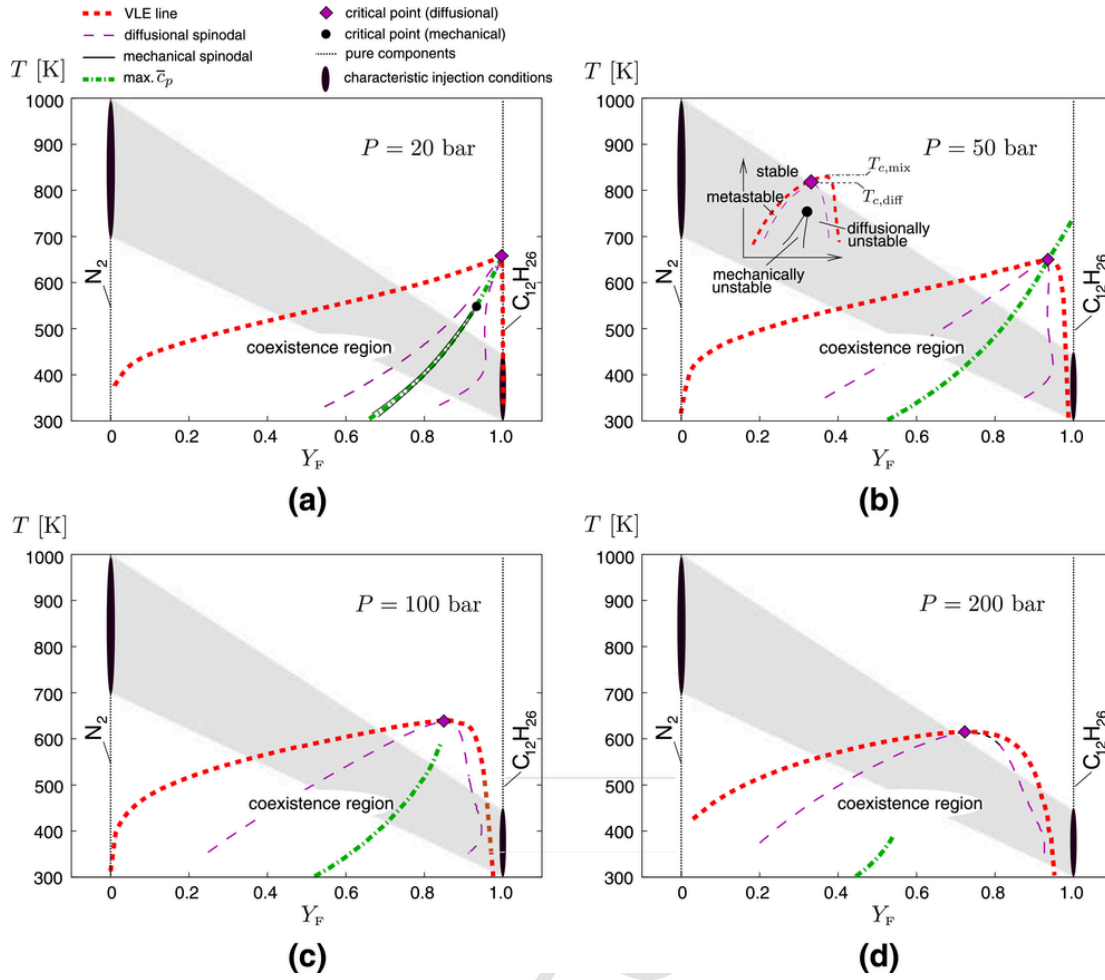 VLE line
diffusional spinodal
mechanical spinodal
max. c̅ₚ
critical point (diffusional)
critical point (mechanical)
pure components
characteristic injection conditions
T [K]
1000
900
800
700
600
500
400
300
P = 20 bar
N₂
C₁₂H₂₆
coexistence region
0 0.2 0.4 0.6 0.8 1.0
Y_F
(a)
T [K]
1000
900
800
700
600
500
400
300
P = 50 bar
stable
metastable
T_c,mix
T_c,diff
diffusionally
unstable
mechanically
unstable
N₂
C₁₂H₂₆
coexistence region
0 0.2 0.4 0.6 0.8 1.0
Y_F
(b)
T [K]
1000
900
800
700
600
500
400
300
P = 100 bar
N₂
C₁₂H₂₆
coexistence region
0 0.2 0.4 0.6 0.8 1.0
Y_F
(c)
T [K]
1000
900
800
700
600
500
400
300
P = 200 bar
N₂
C₁₂H₂₆
coexistence region
0 0.2 0.4 0.6 0.8 1.0
Y_F
(d)